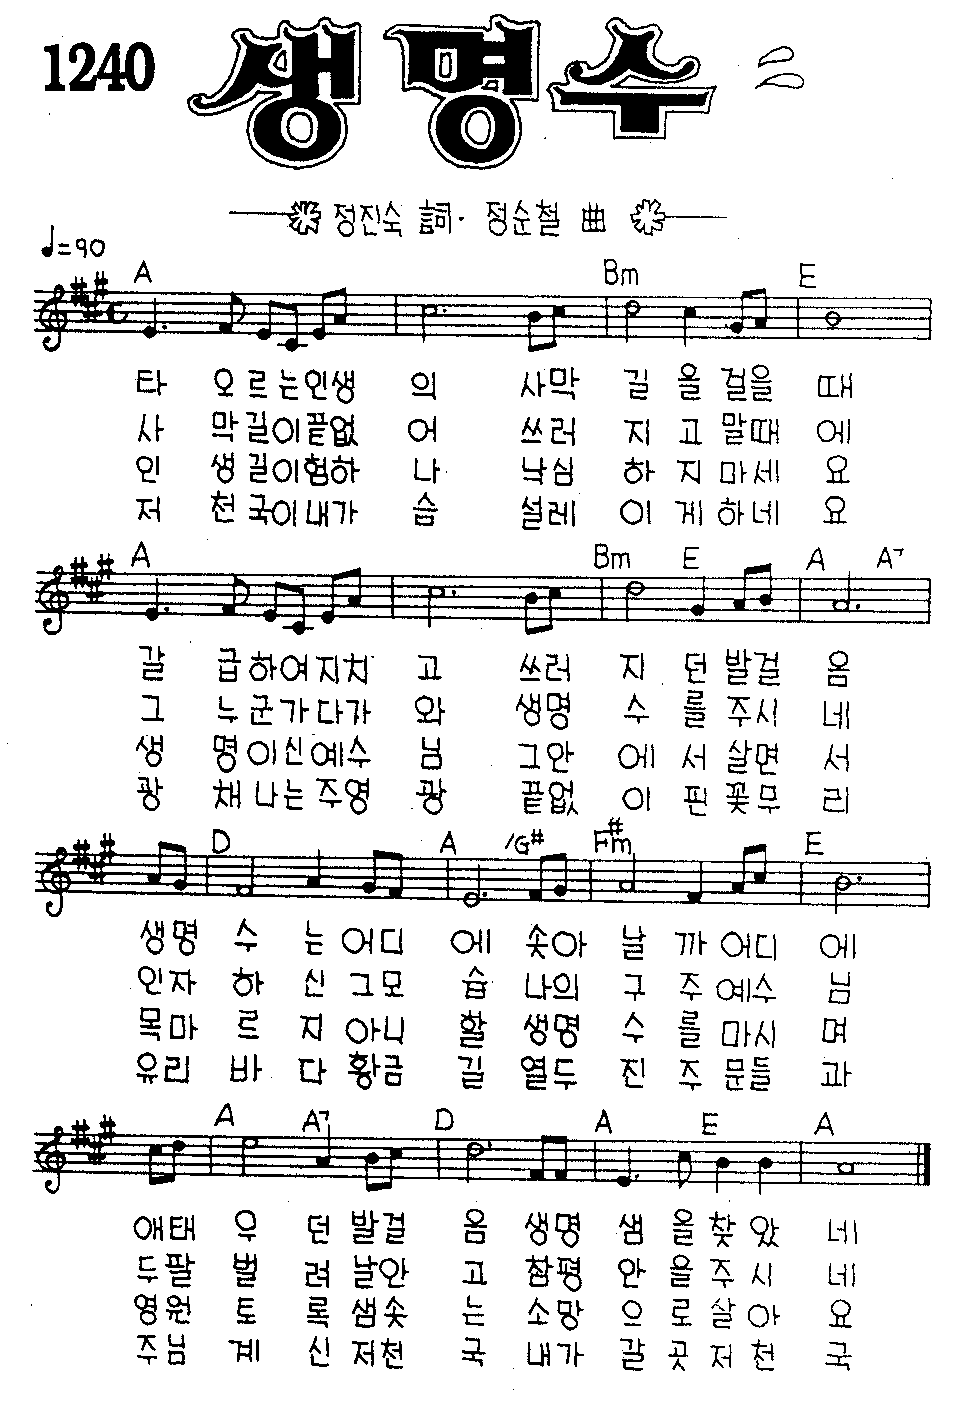 1240 생명수
정진숙 詞· 정순철 曲
♩=90
A Bm E
타 오르는인생 의 사막 길 을 걸을 때
사 막길이끝없 어 쓰러 지 고 말때 에
인 생길이험하 나 낙심 하 지 마세 요
저 천국이내가 습 설레 이 게 하네 요
A Bm E A A7
갈 급하여지치 고 쓰러 지 던 발걸 음
그 누군가다가 와 생명 수 를 주시 네
생 명이신예수 님 그안 에 서 살면 서
광 채나는주영 광 끝없 이 핀 꽃무 리
D A /G# F#m E
생명 수 는 어디 에 솟아 날 까 어디 에
인자 하 신 그모 습 나의 구 주 예수 님
목마 르 지 아니 할 생명 수 를 마시 며
유리 바 다 황금 길 열두 진 주 문들 과
A A7 D A E A
애태 우 던 발걸 음 생명 샘 을 찾 았 네
두팔 벌 려 날안 고 참평 안 을 주 시 네
영원 토 록 샘솟 는 소망 으 로 살 아 요
주님 계 신 저천 국 내가 갈 곳 저 천 국